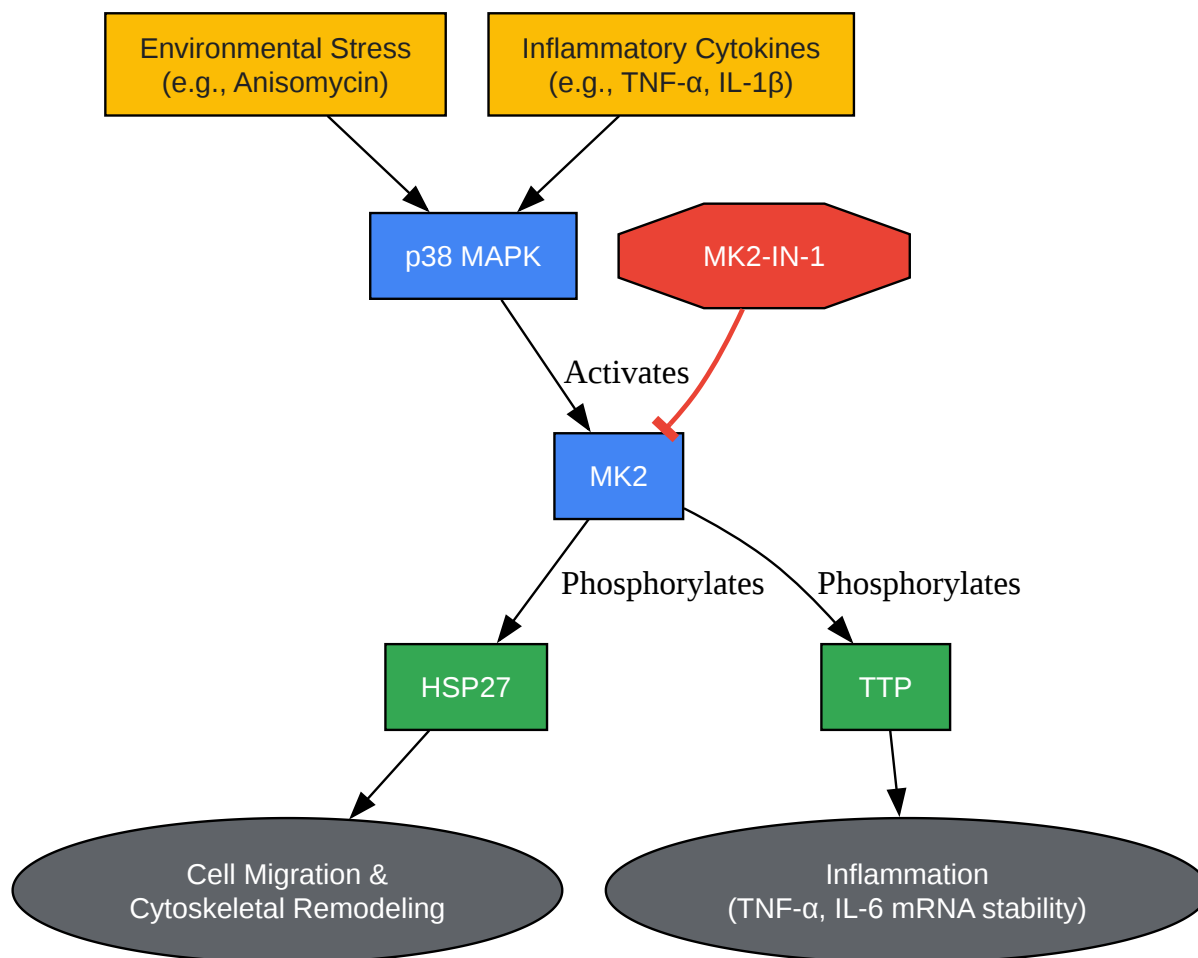 Environmental Stress
(e.g., Anisomycin)
Inflammatory Cytokines
(e.g., TNF-α, IL-1β)
p38 MAPK
MK2-IN-1
Activates
MK2
Phosphorylates
Phosphorylates
HSP27
TTP
Cell Migration &
Cytoskeletal Remodeling
Inflammation
(TNF-α, IL-6 mRNA stability)